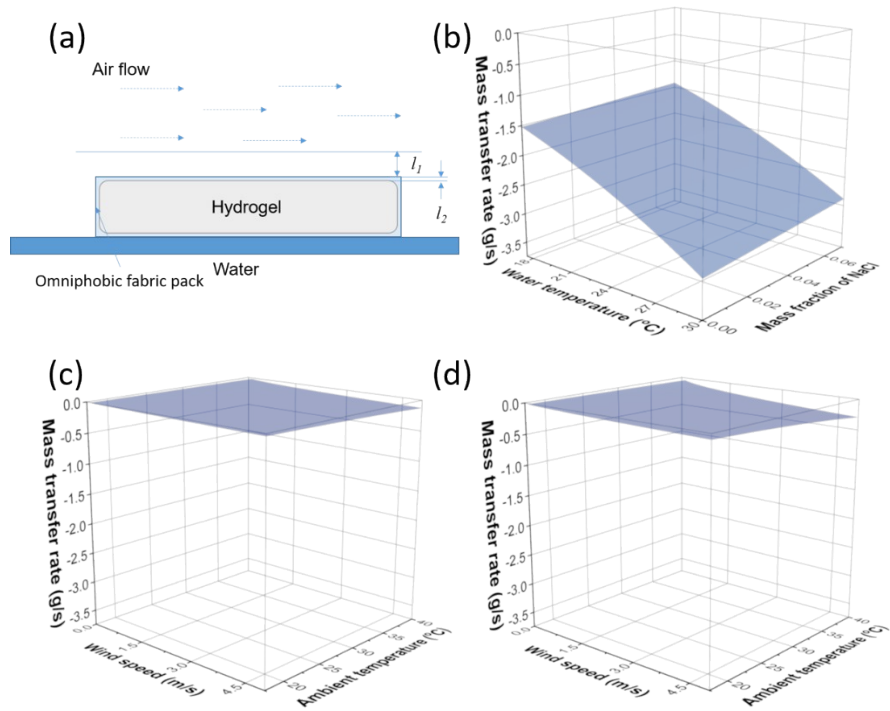 (a)
Air flow
l1
l2
Hydrogel
Water
Omniphobic fabric pack
(b)
Mass transfer rate (g/s)
0.0
-0.5
-1.0
-1.5
-2.0
-2.5
-3.0
-3.5
18
21
24
27
30
Water temperature (°C)
0.00
0.02
0.04
0.06
Mass fraction of NaCl
(c)
Mass transfer rate (g/s)
0.0
-0.5
-1.0
-1.5
-2.0
-2.5
-3.0
-3.5
0.0
1.5
3.0
4.5
Wind speed (m/s)
20
25
30
35
40
Ambient temperature (°C)
(d)
Mass transfer rate (g/s)
0.0
-0.5
-1.0
-1.5
-2.0
-2.5
-3.0
-3.5
0.0
1.5
3.0
4.5
Wind speed (m/s)
20
25
30
35
40
Ambient temperature (°C)